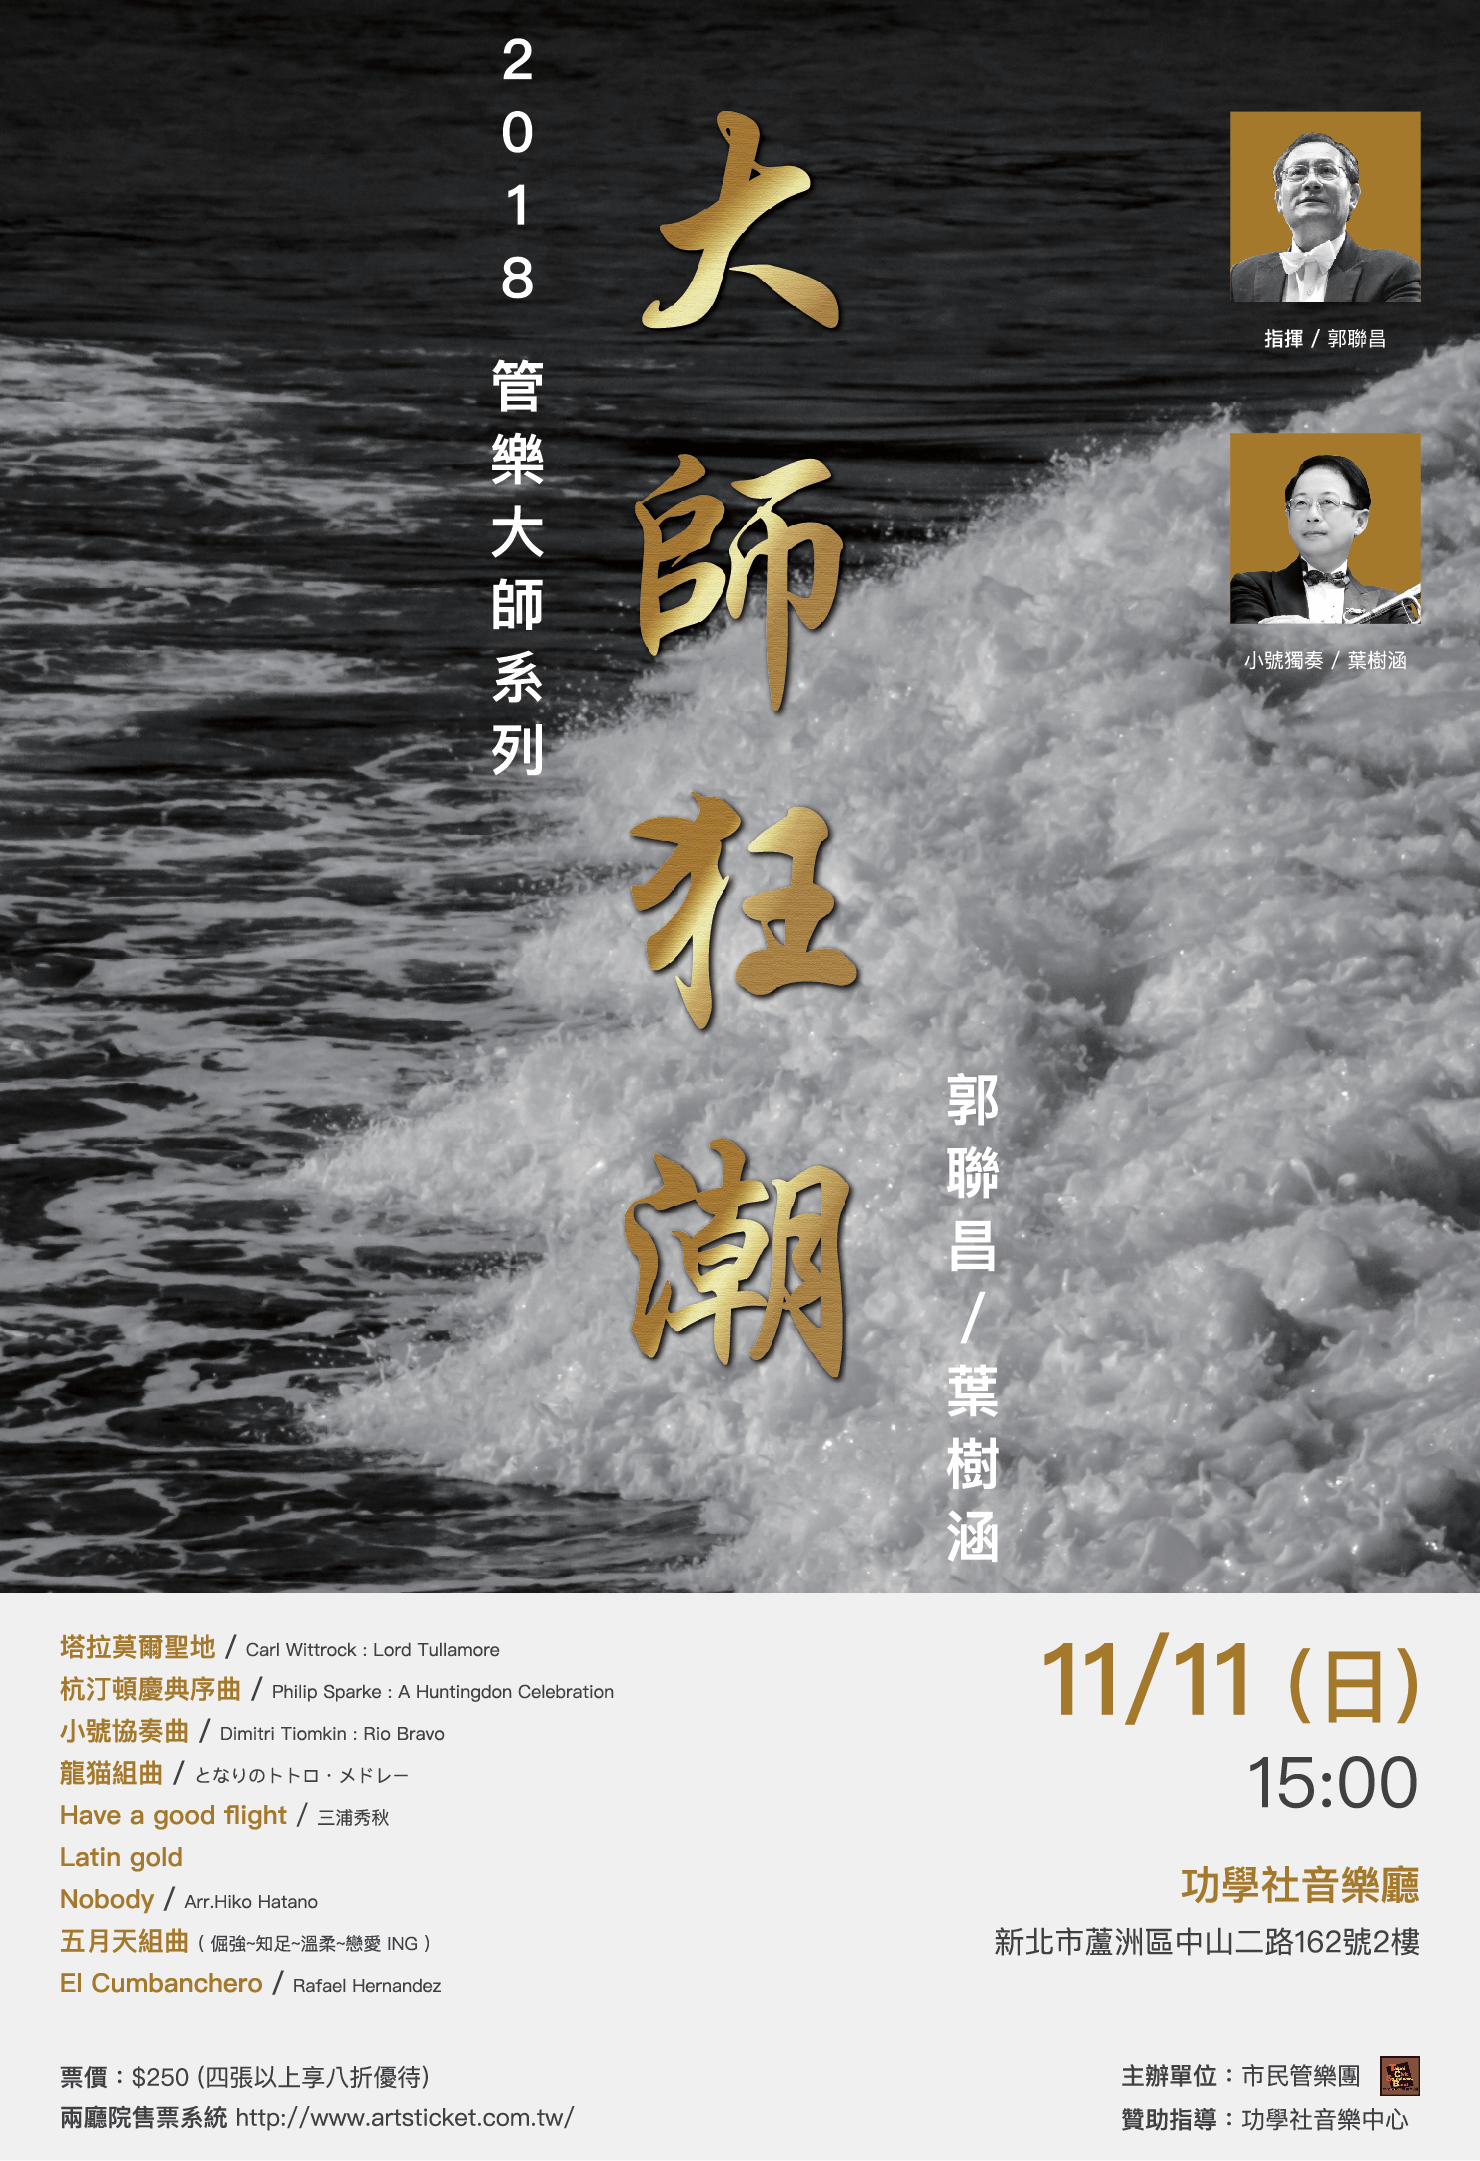 2018 管樂大師系列
大師狂潮
郭聯昌/葉樹涵
指揮 / 郭聯昌
小號獨奏 / 葉樹涵
塔拉莫爾聖地 / Carl Wittrock : Lord Tullamore
杭汀頓慶典序曲 / Philip Sparke : A Huntingdon Celebration
小號協奏曲 / Dimitri Tiomkin : Rio Bravo
龍猫組曲 / となりのトトロ・メドレー
Have a good flight / 三浦秀秋
Latin gold
Nobody / Arr.Hiko Hatano
五月天組曲 ( 倔強~知足~溫柔~戀愛 ING )
El Cumbanchero / Rafael Hernandez
票價：$250 (四張以上享八折優待)
兩廳院售票系統 http://www.artsticket.com.tw/
11/11 (日)
15:00
功學社音樂廳
新北市蘆洲區中山二路162號2樓
主辦單位：市民管樂團
贊助指導：功學社音樂中心